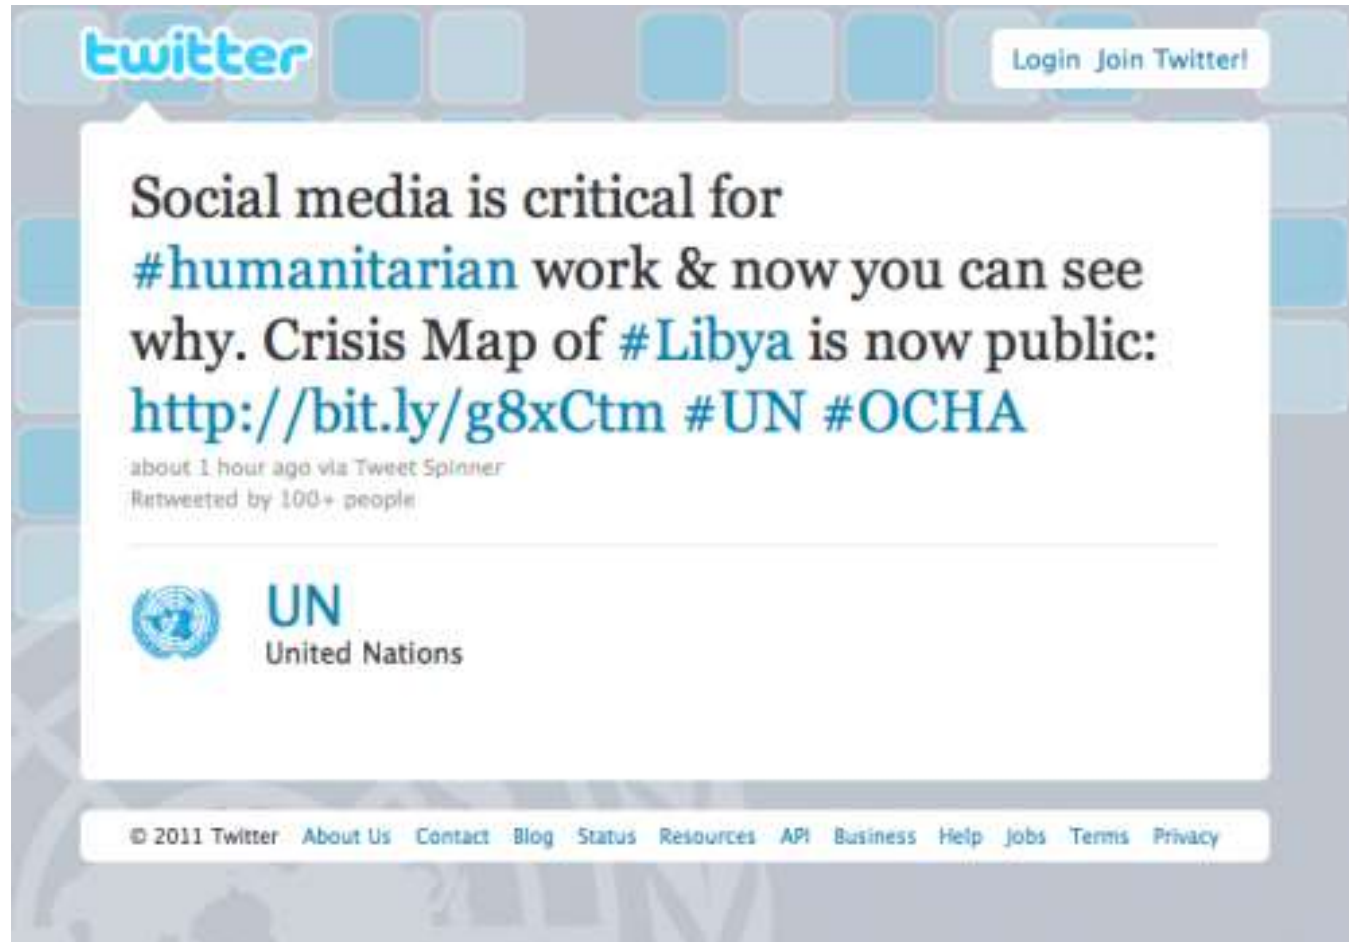 twitter
Login Join Twitter!
Social media is critical for
#humanitarian work & now you can see
why. Crisis Map of #Libya is now public:
http://bit.ly/g8xCtm #UN #OCHA
about 1 hour ago via Tweet Spinner
Retweeted by 100+ people
UN
United Nations
© 2011 Twitter About Us Contact Blog Status Resources API Business Help Jobs Terms Privacy
UN